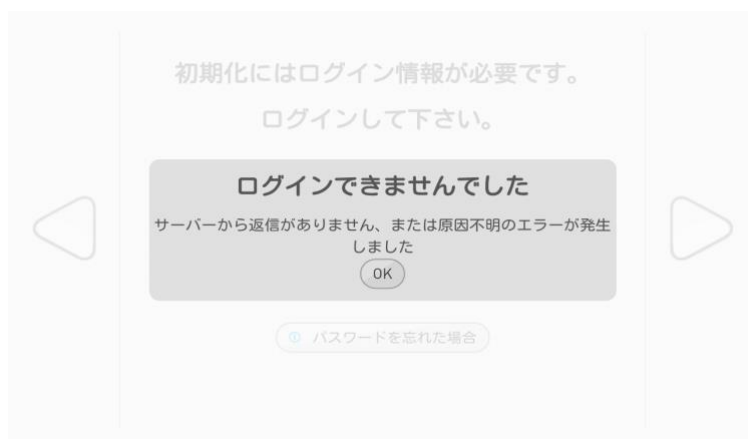 初期化にはログイン情報が必要です。
ログインして下さい。
ログインできませんでした
サーバーから返信がありません、または原因不明のエラーが発生
しました
OK
パスワードを忘れた場合